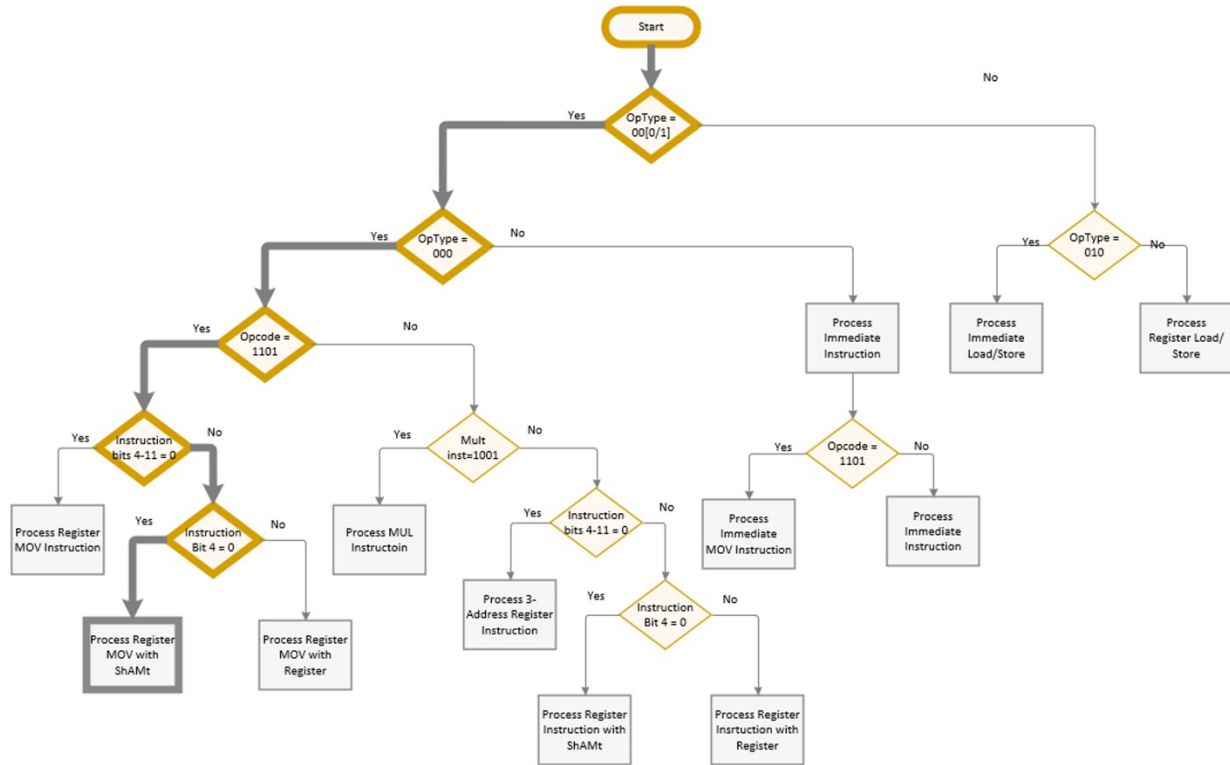 Start
No
Yes
OpType =
00[0/1]
Yes
OpType =
000
No
Yes
OpType =
010
No
Yes
Opcode =
1101
No
Process
Immediate
Instruction
Process
Immediate
Load/Store
Process
Register Load/
Store
Yes
Instruction
bits 4-11 = 0
No
Yes
Mult
inst=1001
No
Yes
Opcode =
1101
No
Process Register
MOV Instruction
Yes
Instruction
Bit 4 = 0
No
Process MUL
Instructoin
Yes
Instruction
bits 4-11 = 0
No
Process
Immediate
MOV Instruction
Process
Immediate
Instruction
Process Register
MOV with
ShAMt
Process Register
MOV with
Register
Process 3-
Address Register
Instruction
Yes
Instruction
Bit 4 = 0
No
Process Register
Instruction with
ShAMt
Process Register
Insrtuction with
Register